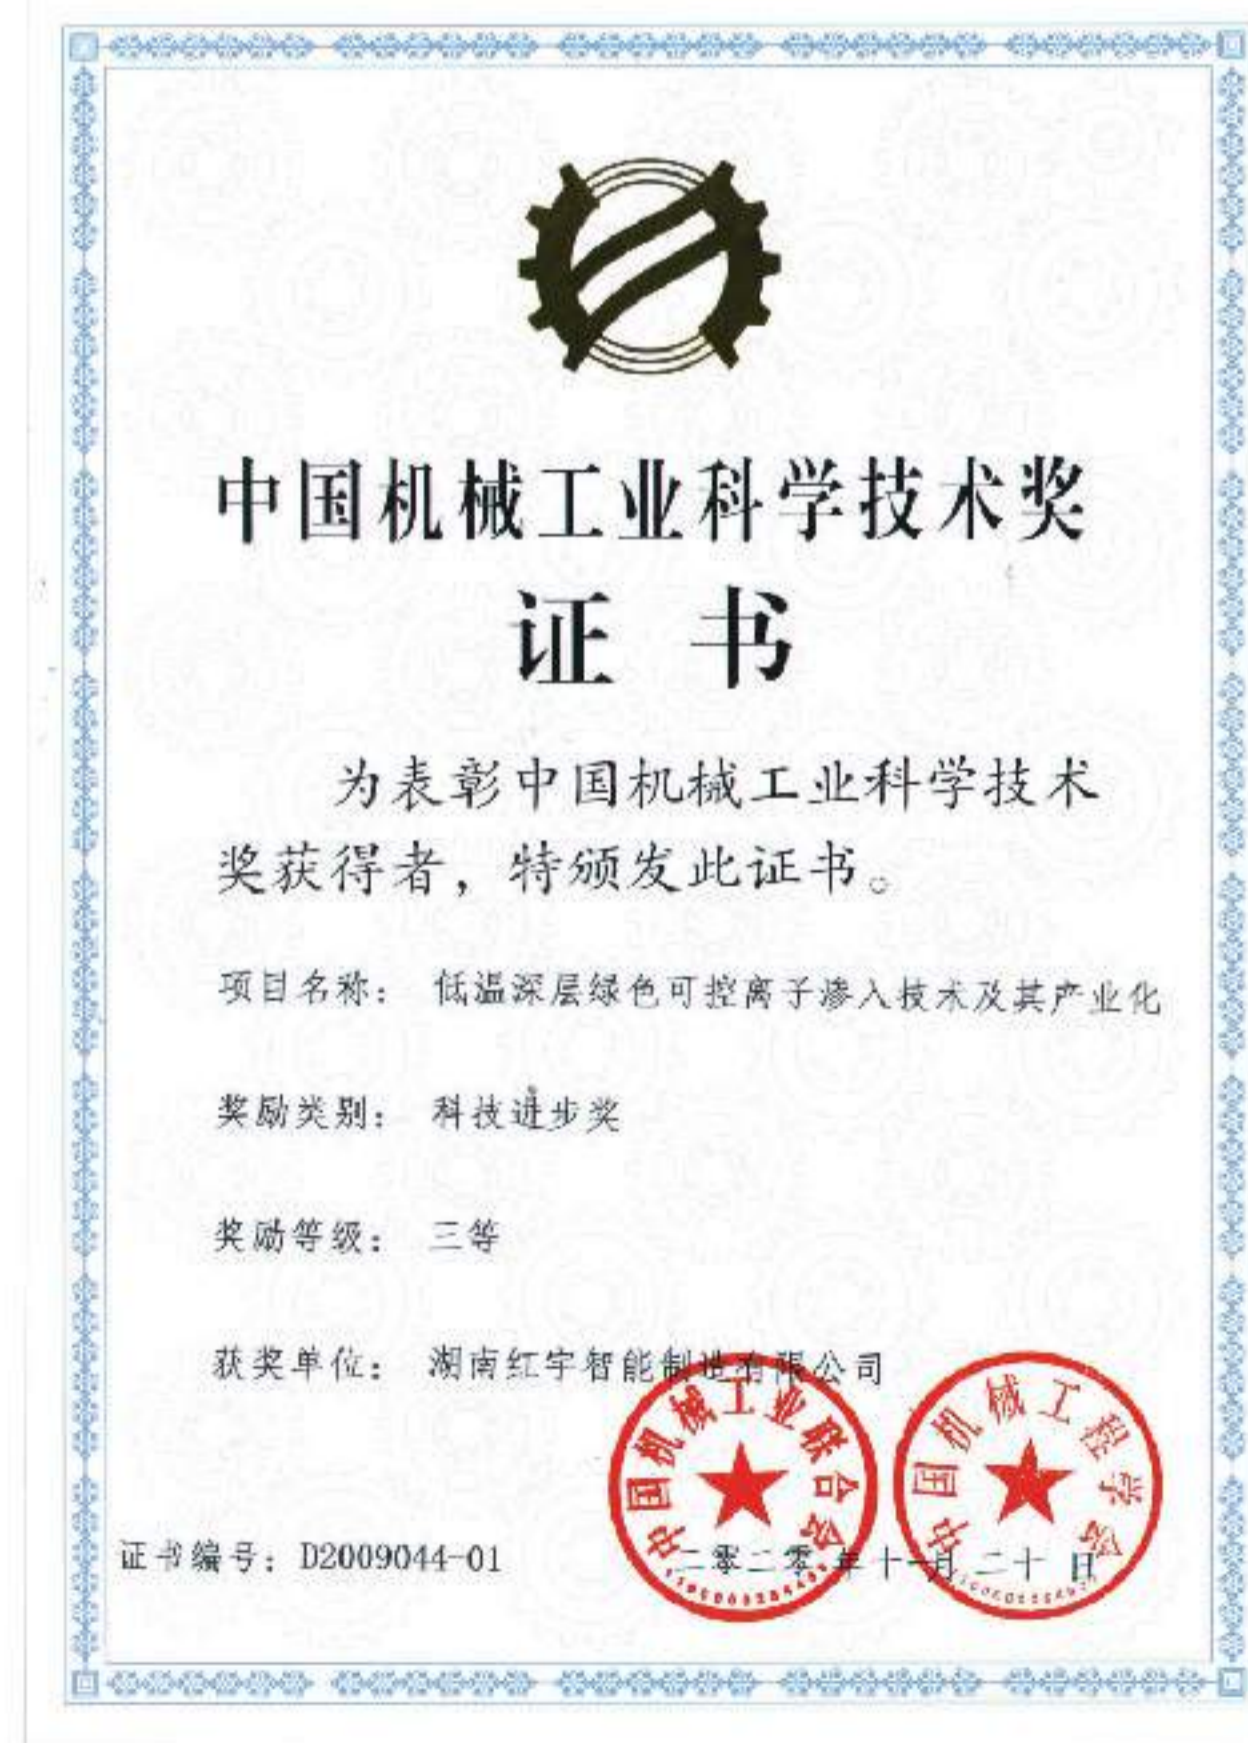 中国机械工业科学技术奖
证书
为表彰中国机械工业科学技术
奖获得者，特颁发此证书。
项目名称： 低温深层绿色可控离子渗入技术及其产业化
奖励类别： 科技进步奖
奖励等级： 三等
获奖单位： 湖南红宇智能制造有限公司
中国机械工业联合会
中国机械工程学会
证书编号：D2009044-01
二零二零年十一月二十日